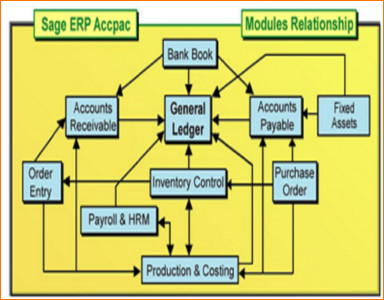 Sage ERP Accpac
Modules Relationship
Bank Book
Accounts
Receivable
General
Ledger
Accounts
Payable
Fixed
Assets
Order
Entry
Inventory Control
Purchase
Order
Payroll & HRM
Production & Costing